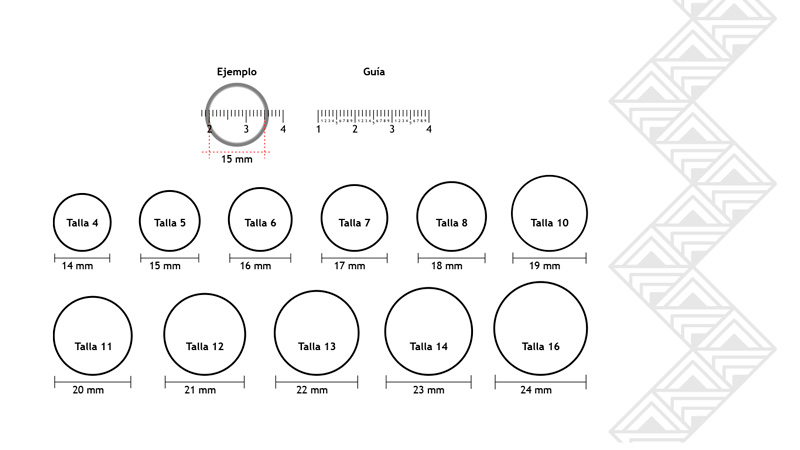 Ejemplo
Guía
2 3 4
1 2 3 4
15 mm
Talla 4 Talla 5 Talla 6 Talla 7 Talla 8 Talla 10
14 mm 15 mm 16 mm 17 mm 18 mm 19 mm
Talla 11 Talla 12 Talla 13 Talla 14 Talla 16
20 mm 21 mm 22 mm 23 mm 24 mm